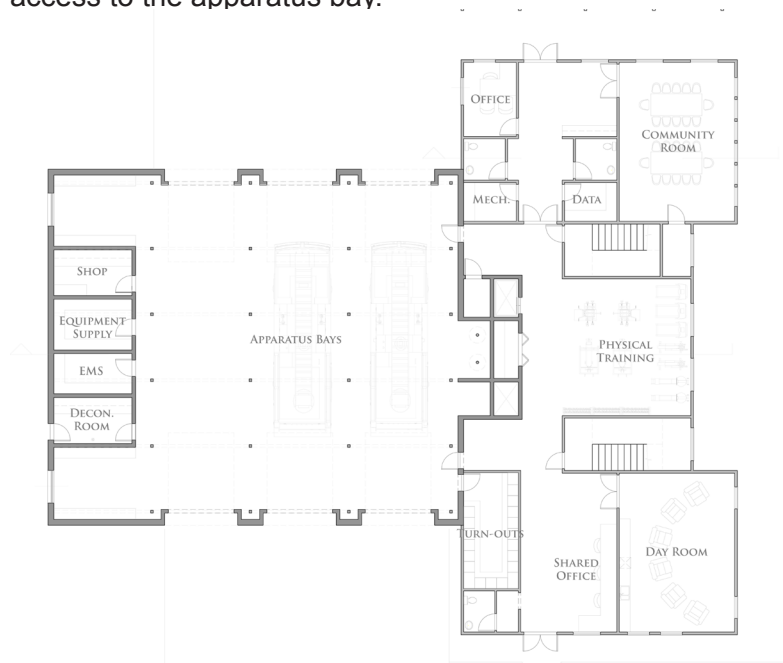 access to the apparatus bay.
OFFICE
COMMUNITY
ROOM
MECH.
DATA
SHOP
EQUIPMENT
SUPPLY
APPARATUS BAYS
PHYSICAL
TRAINING
EMS
DECON.
ROOM
TURN-OUTS
SHARED
OFFICE
DAY ROOM